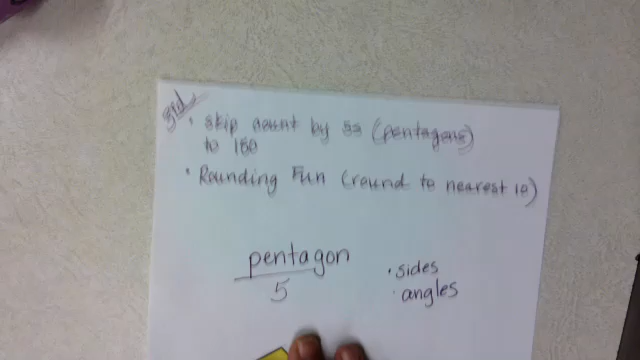 3rd
• skip count by 5s (pentagons)
to 150
• Rounding Fun (round to nearest 10)
pentagon
5
• sides
• angles